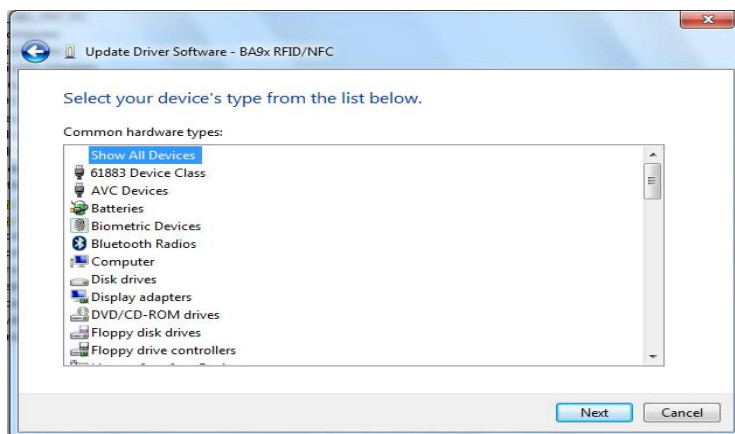 Update Driver Software - BA9x RFID/NFC
Select your device's type from the list below.
Common hardware types:
Show All Devices
61883 Device Class
AVC Devices
Batteries
Biometric Devices
Bluetooth Radios
Computer
Disk drives
Display adapters
DVD/CD-ROM drives
Floppy disk drives
Floppy drive controllers
Next Cancel